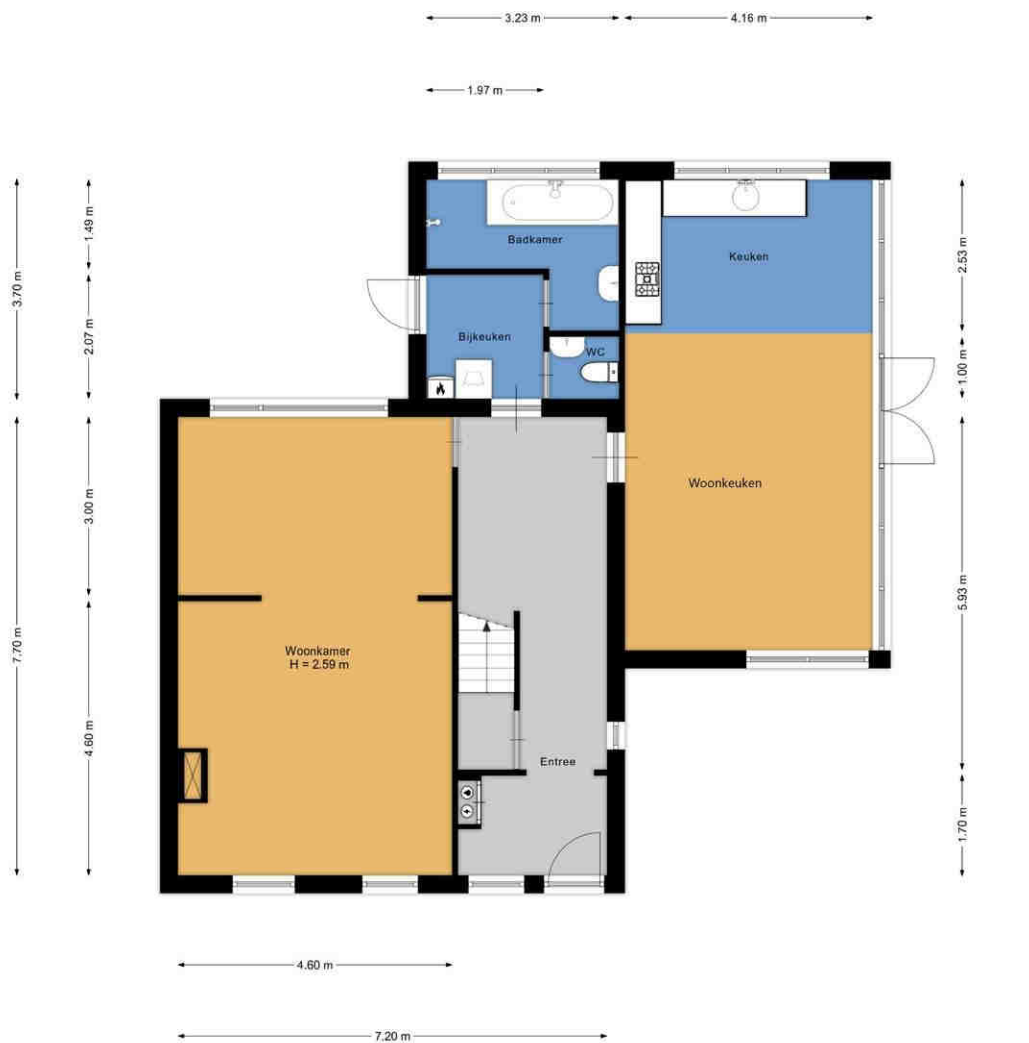 3.23 m
4.16 m
1.97 m
1.49 m
3.70 m
2.07 m
2.53 m
1.00 m
Badkamer
Keuken
Bijkeuken
WC
Woonkeuken
3.00 m
7.70 m
4.60 m
5.93 m
1.70 m
Woonkamer
H = 2.59 m
Entree
4.60 m
7.20 m